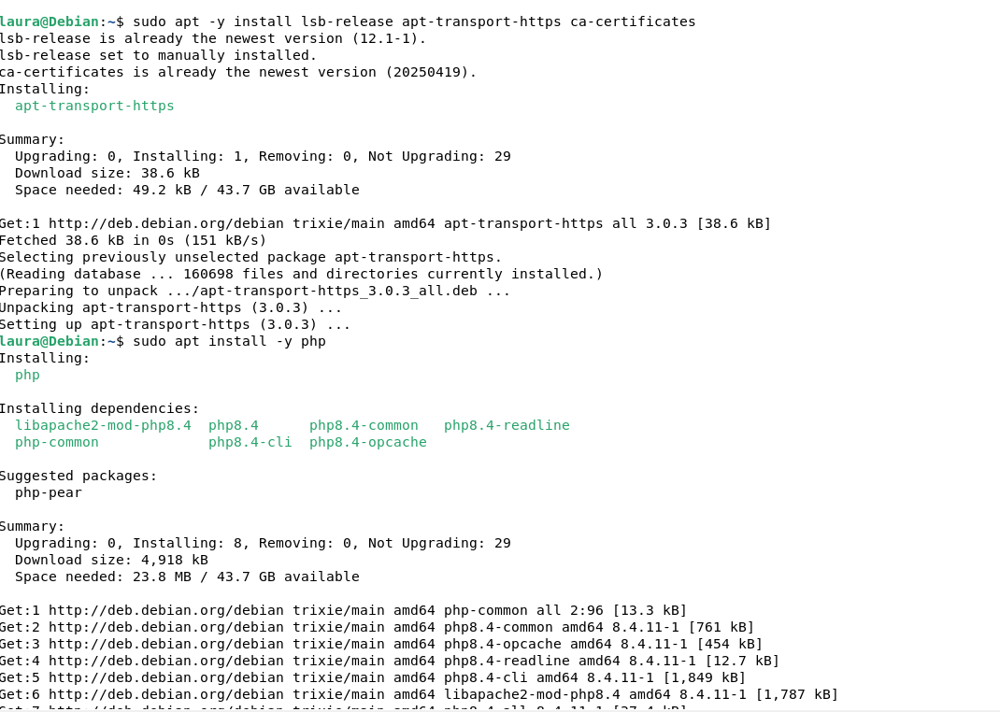 laura@Debian:~$ sudo apt -y install lsb-release apt-transport-https ca-certificates
lsb-release is already the newest version (12.1-1).
lsb-release set to manually installed.
ca-certificates is already the newest version (20250419).
Installing:
  apt-transport-https

Summary:
  Upgrading: 0, Installing: 1, Removing: 0, Not Upgrading: 29
  Download size: 38.6 kB
  Space needed: 49.2 kB / 43.7 GB available

Get:1 http://deb.debian.org/debian trixie/main amd64 apt-transport-https all 3.0.3 [38.6 kB]
Fetched 38.6 kB in 0s (151 kB/s)
Selecting previously unselected package apt-transport-https.
(Reading database ... 160698 files and directories currently installed.)
Preparing to unpack .../apt-transport-https_3.0.3_all.deb ...
Unpacking apt-transport-https (3.0.3) ...
Setting up apt-transport-https (3.0.3) ...
laura@Debian:~$ sudo apt install -y php
Installing:
  php

Installing dependencies:
  libapache2-mod-php8.4  php8.4      php8.4-common   php8.4-readline
  php-common             php8.4-cli  php8.4-opcache

Suggested packages:
  php-pear

Summary:
  Upgrading: 0, Installing: 8, Removing: 0, Not Upgrading: 29
  Download size: 4,918 kB
  Space needed: 23.8 MB / 43.7 GB available

Get:1 http://deb.debian.org/debian trixie/main amd64 php-common all 2:96 [13.3 kB]
Get:2 http://deb.debian.org/debian trixie/main amd64 php8.4-common amd64 8.4.11-1 [761 kB]
Get:3 http://deb.debian.org/debian trixie/main amd64 php8.4-opcache amd64 8.4.11-1 [454 kB]
Get:4 http://deb.debian.org/debian trixie/main amd64 php8.4-readline amd64 8.4.11-1 [12.7 kB]
Get:5 http://deb.debian.org/debian trixie/main amd64 php8.4-cli amd64 8.4.11-1 [1,849 kB]
Get:6 http://deb.debian.org/debian trixie/main amd64 libapache2-mod-php8.4 amd64 8.4.11-1 [1,787 kB]